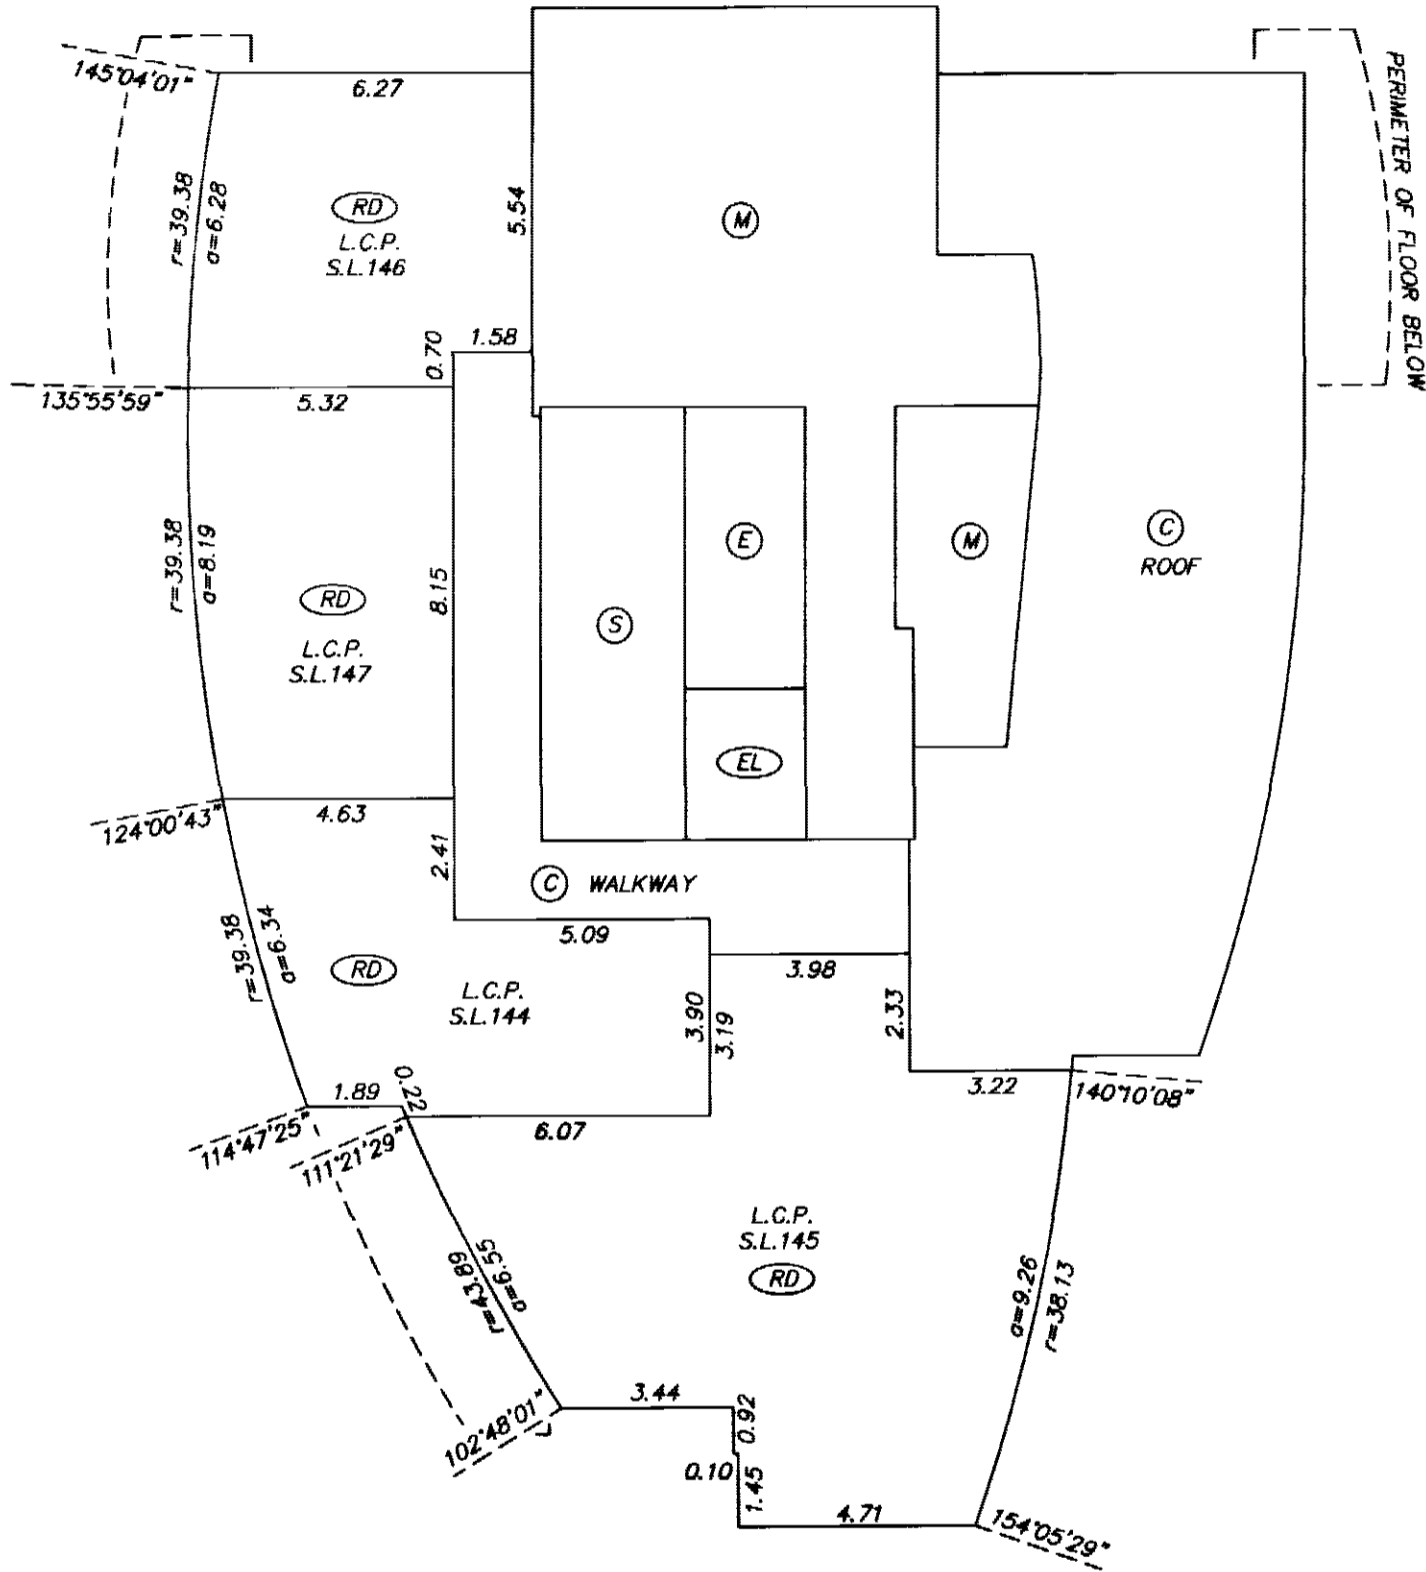 145°04'01"
6.27
PERIMETER OF FLOOR BELOW
r=39.38
a=6.28
5.54
RD
L.C.P.
S.L.146
M
0.70
1.58
135°55'59"
5.32
r=39.38
a=8.19
8.15
RD
L.C.P.
S.L.147
S
E
M
C
ROOF
EL
124°00'43"
4.63
2.41
C WALKWAY
5.09
3.98
r=39.38
a=6.34
RD
L.C.P.
S.L.144
3.90
3.19
2.33
3.22
140°10'08"
1.89
0.22
114°47'25"
111°21'29"
6.07
L.C.P.
S.L.145
RD
r=43.89
a=6.55
a=9.26
r=38.13
3.44
0.92
102°48'01"
0.10
1.45
4.71
154°05'29"